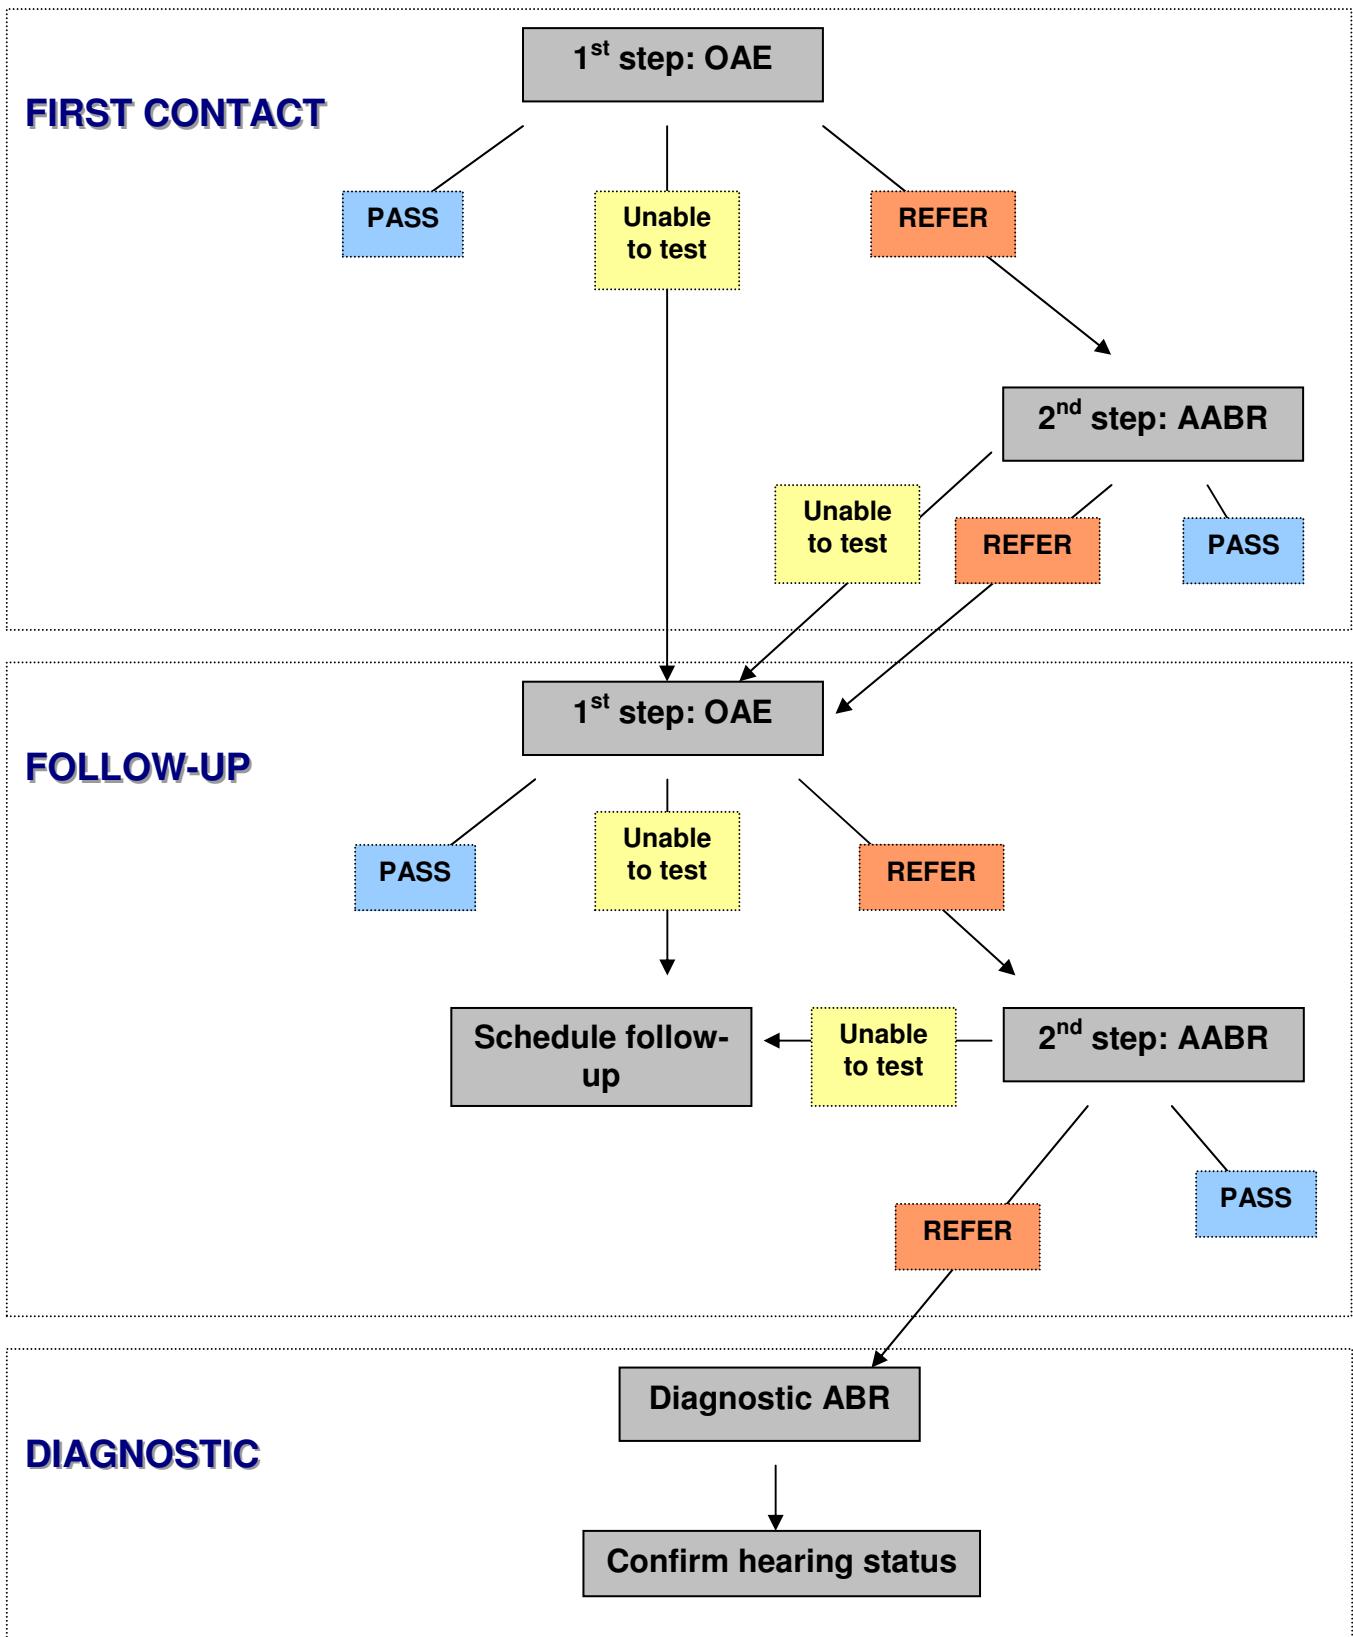 1st step: OAE
FIRST CONTACT
PASS
Unable
to test
REFER
2nd step: AABR
Unable
to test
REFER
PASS
1st step: OAE
FOLLOW-UP
PASS
Unable
to test
REFER
Schedule follow-
up
Unable
to test
2nd step: AABR
REFER
PASS
Diagnostic ABR
DIAGNOSTIC
Confirm hearing status